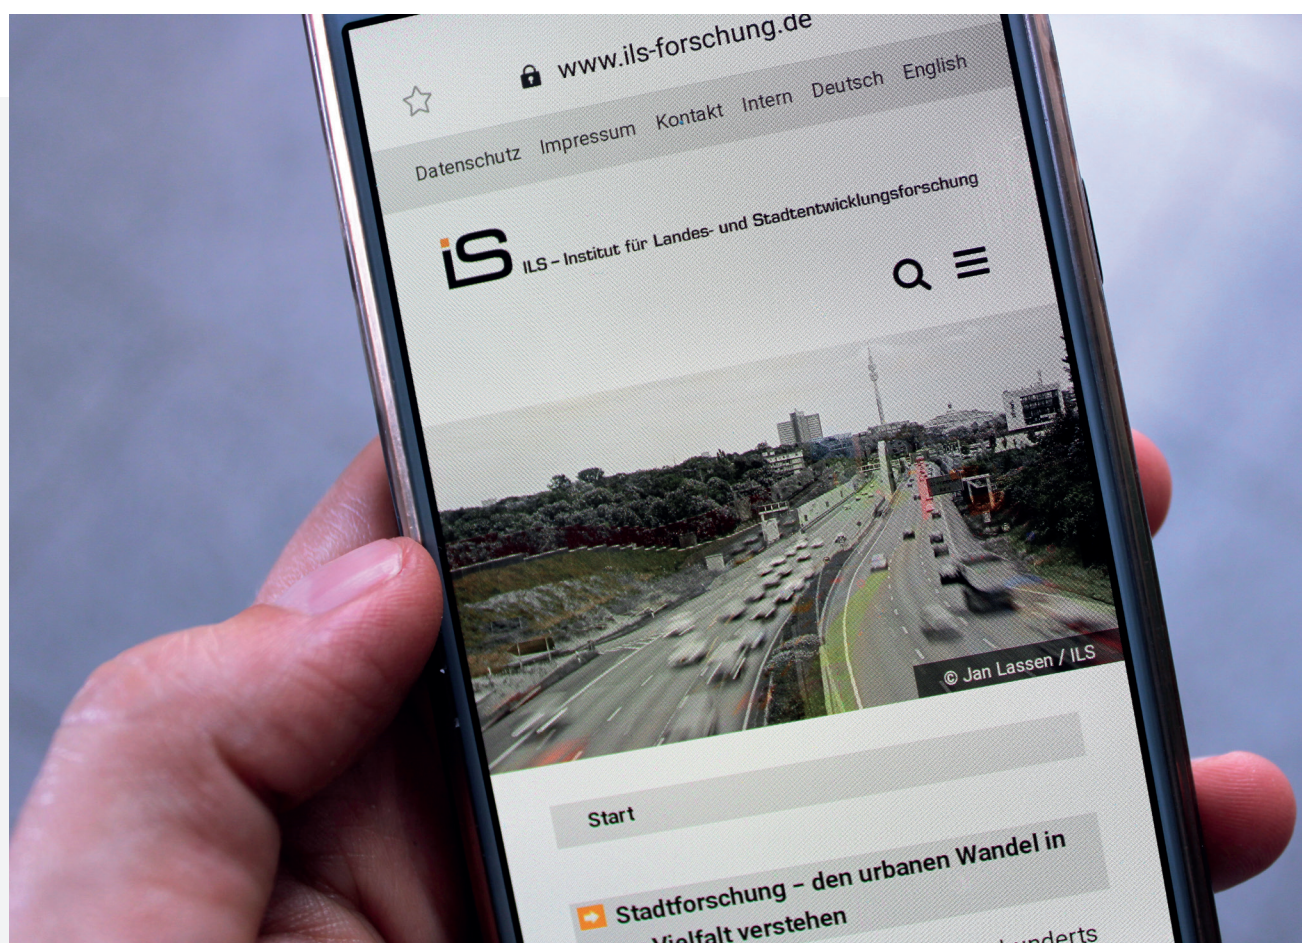 www.ils-forschung.de
Datenschutz Impressum Kontakt Intern Deutsch English
iLS ILS – Institut für Landes- und Stadtentwicklungsforschung
© Jan Lassen / ILS
Start
Stadtforschung – den urbanen Wandel in
Vielfalt verstehen